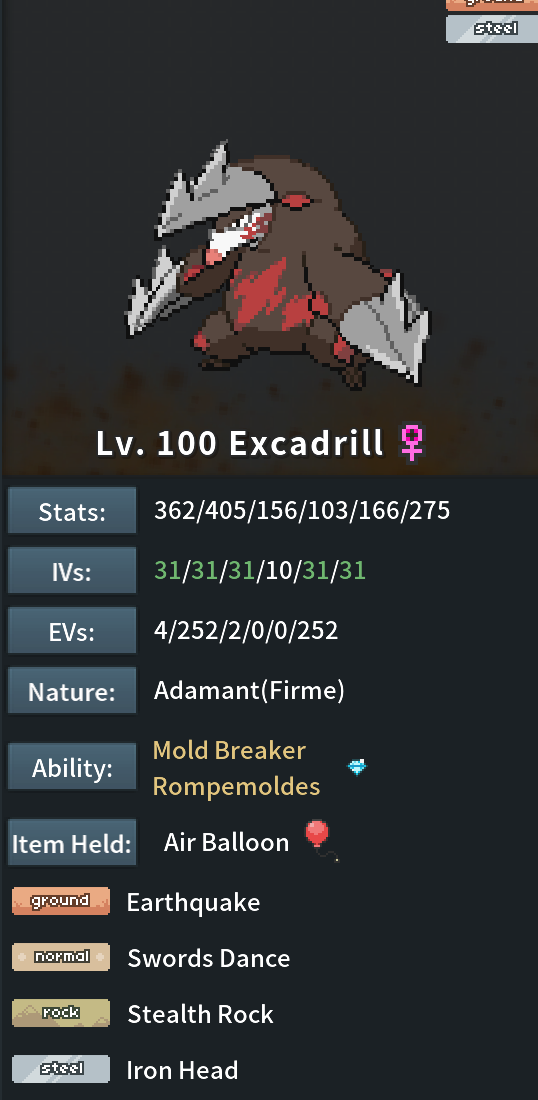 ground
steel
Lv. 100 Excadrill ♀
Stats: 362/405/156/103/166/275
IVs: 31/31/31/10/31/31
EVs: 4/252/2/0/0/252
Nature: Adamant(Firme)
Ability: Mold Breaker
Rompemoldes
Item Held: Air Balloon
ground Earthquake
normal Swords Dance
rock Stealth Rock
steel Iron Head